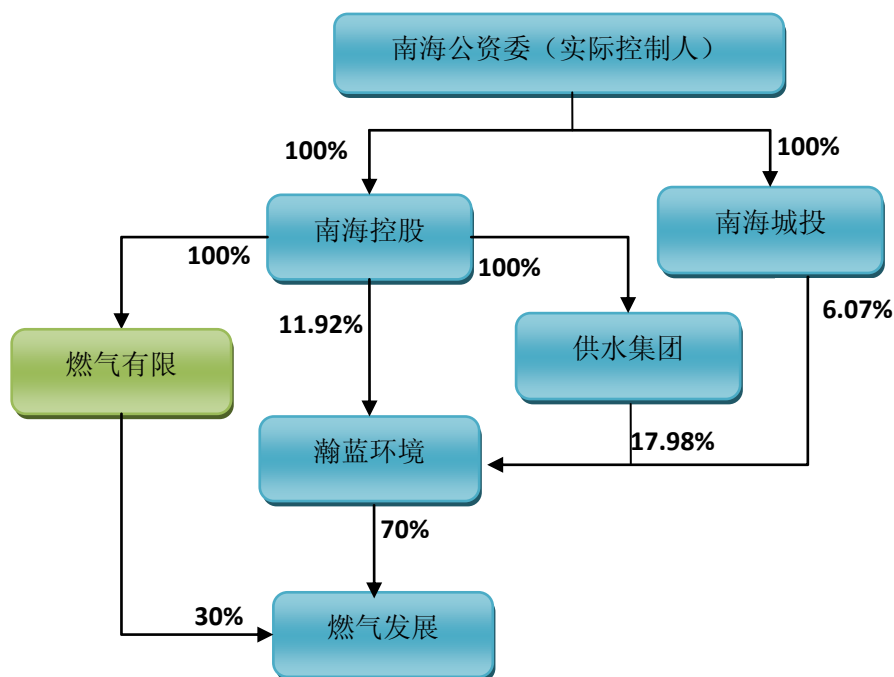 南海公资委（实际控制人）
100%
100%
南海控股
南海城投
100%
100%
11.92%
6.07%
燃气有限
供水集团
17.98%
瀚蓝环境
70%
30%
燃气发展